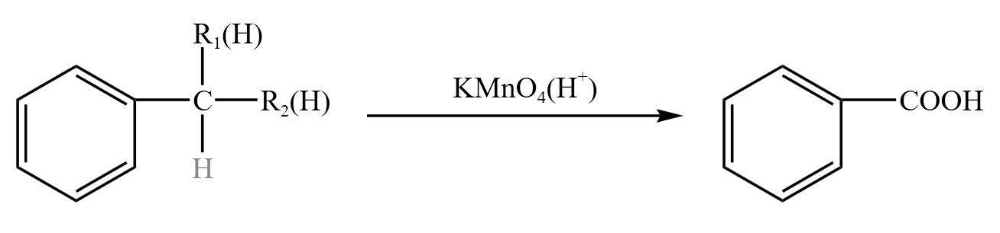 R₁(H)
C
R₂(H)
H
KMnO₄(H⁺)
COOH